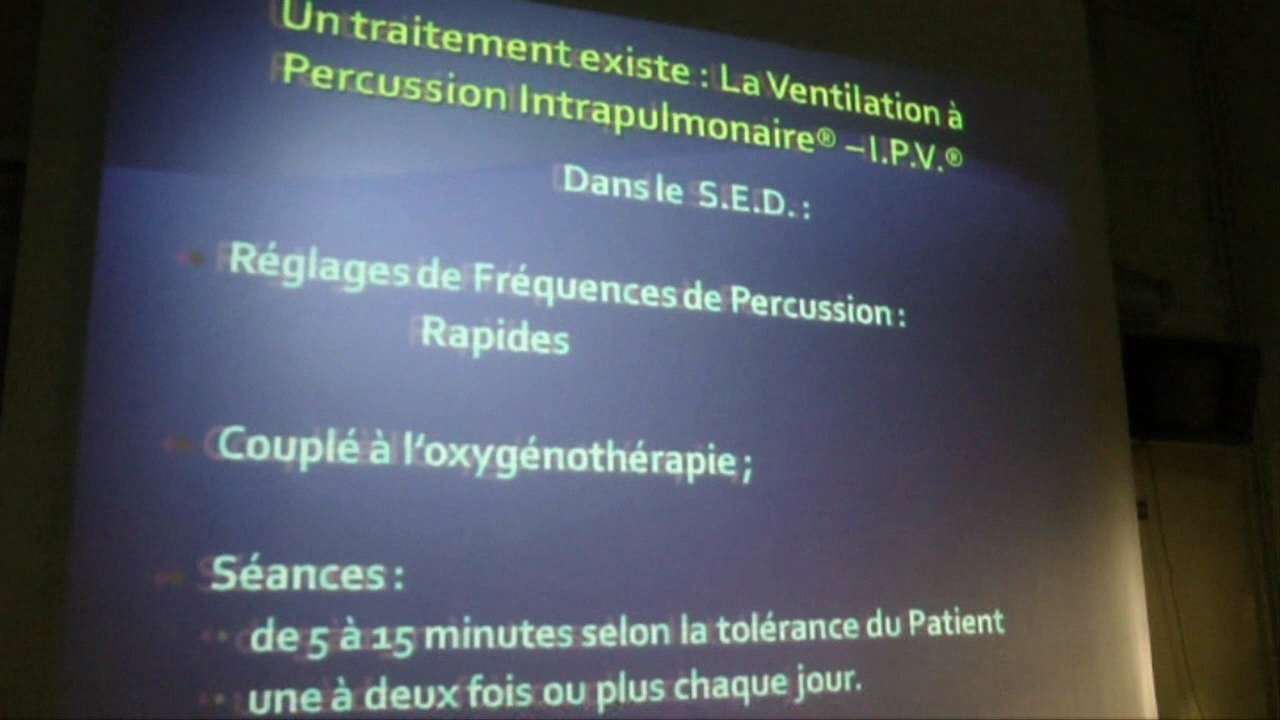 Un traitement existe : La Ventilation à
Percussion Intrapulmonaire® –I.P.V.®
Dans le S.E.D. :
Réglages de Fréquences de Percussion :
Rapides
Couplé à l'oxygénothérapie ;
Séances :
de 5 à 15 minutes selon la tolérance du Patient
une à deux fois ou plus chaque jour.